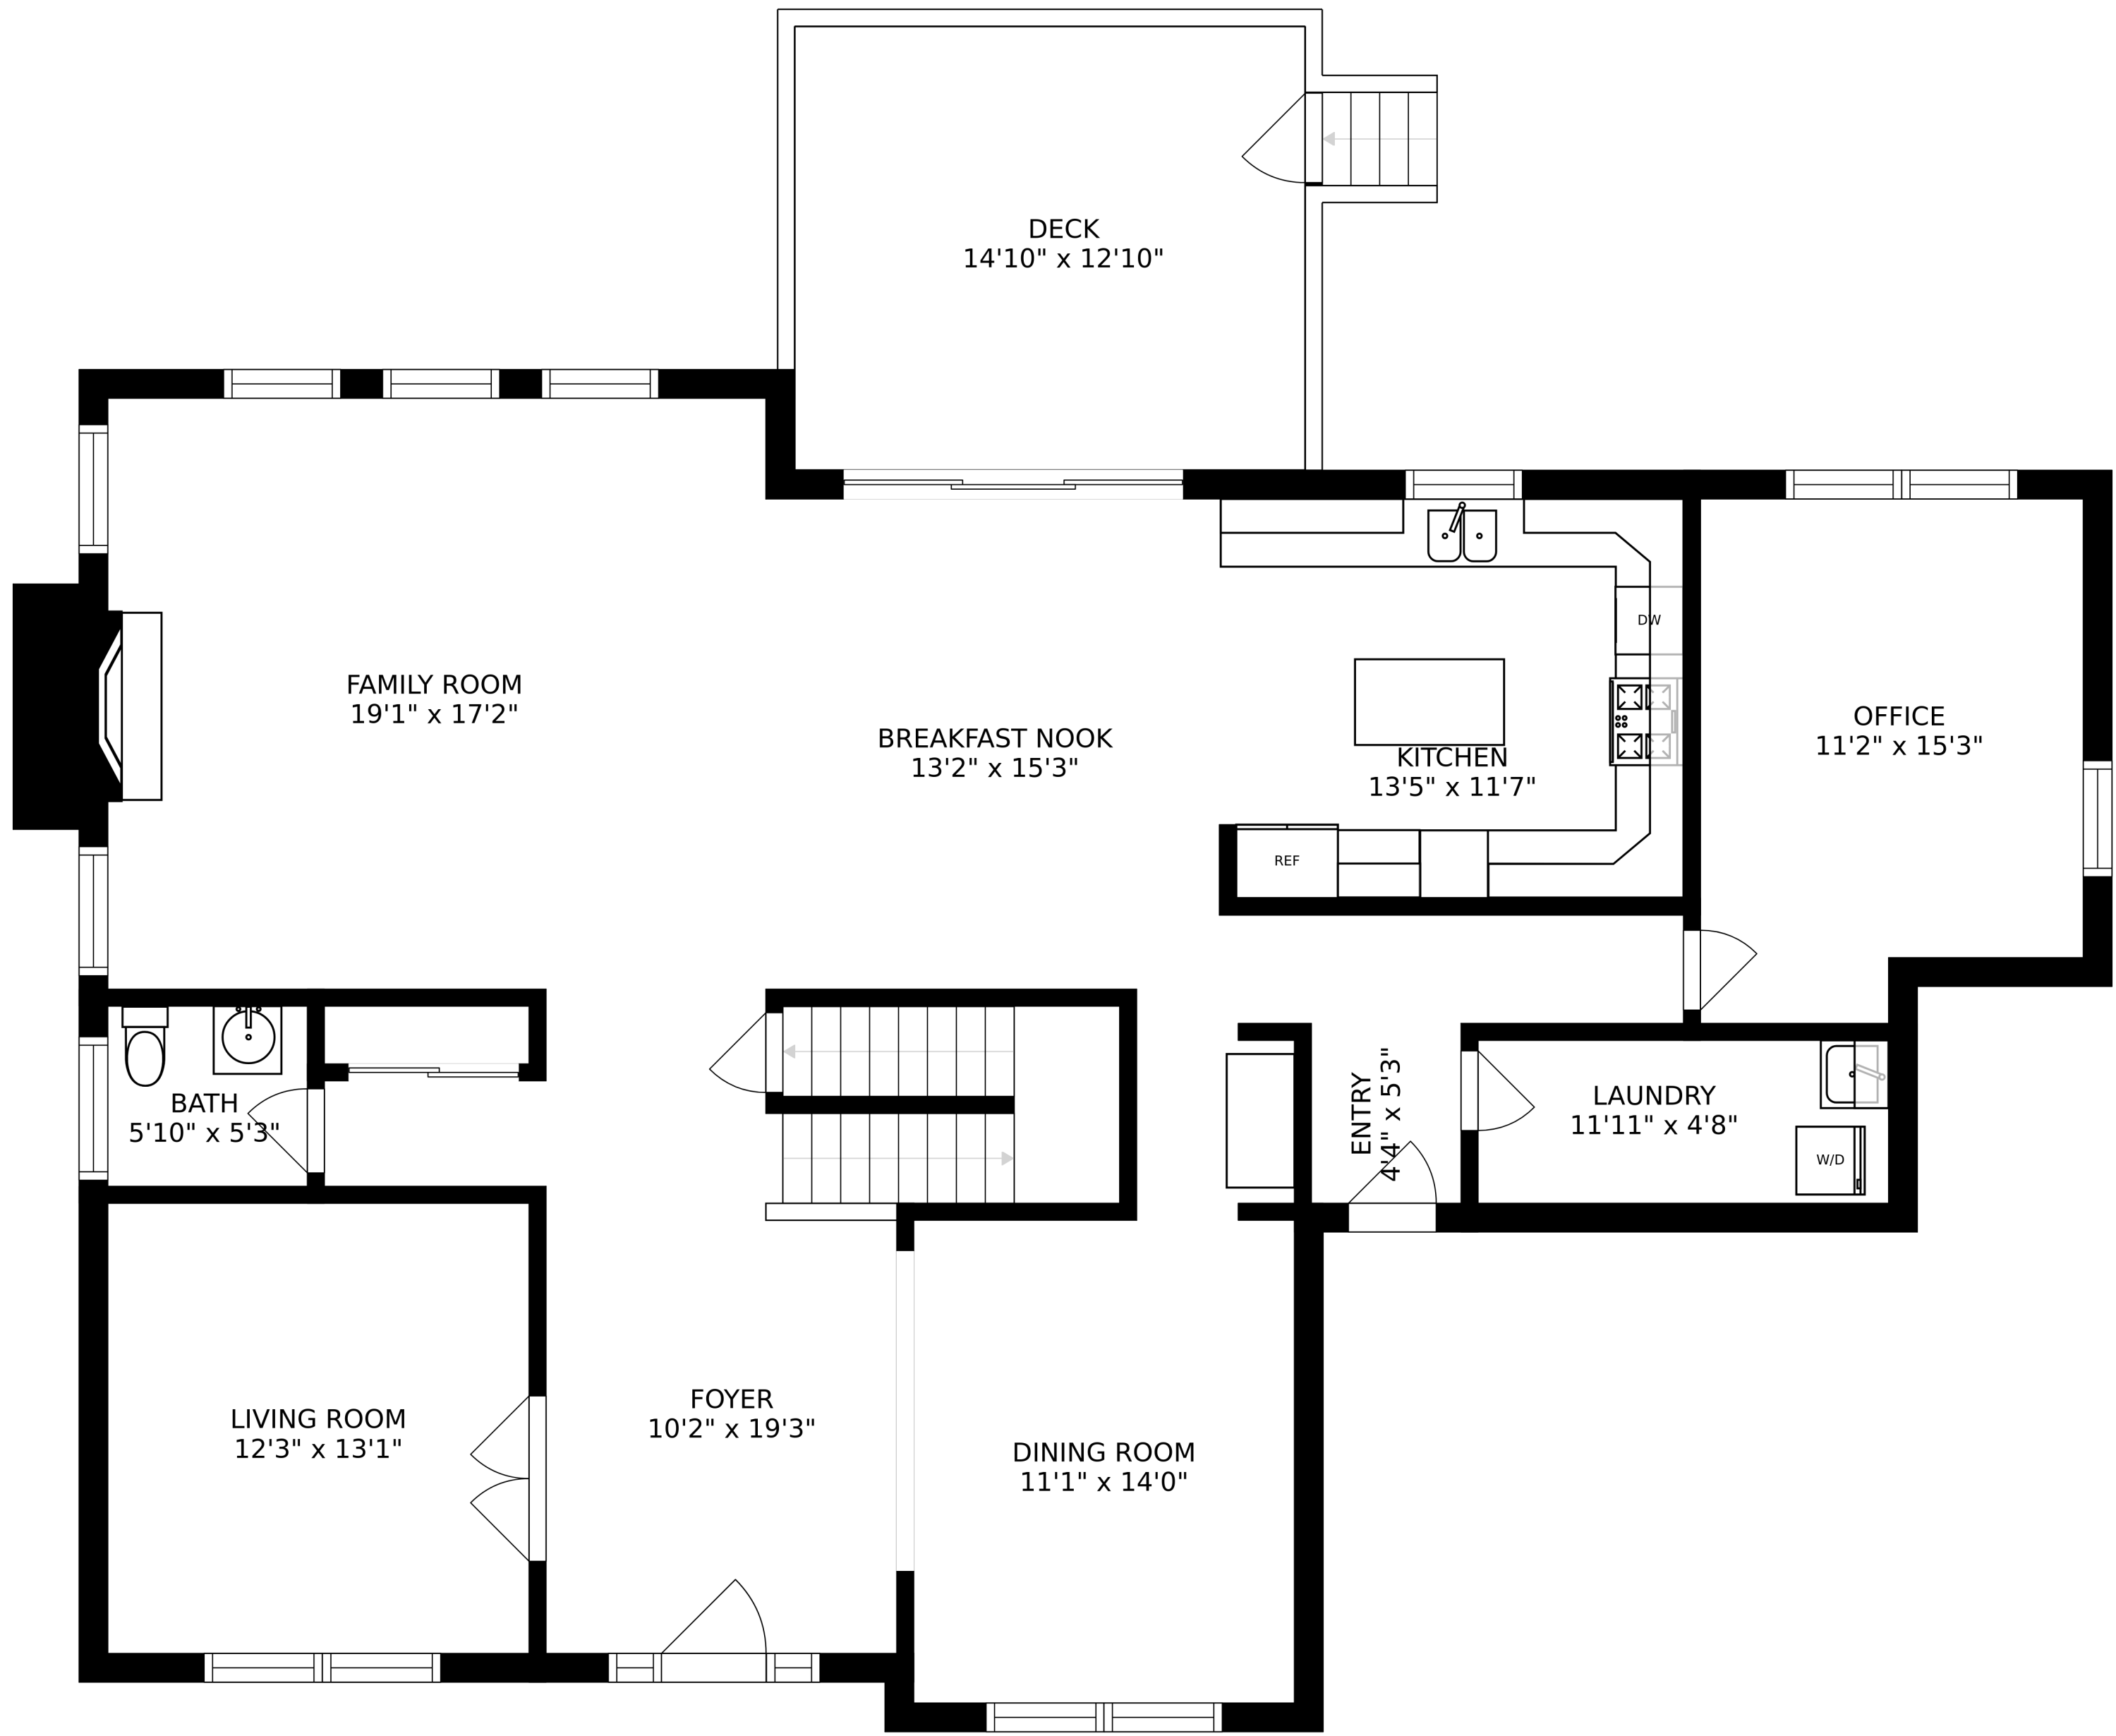 DECK
14'10" x 12'10"
FAMILY ROOM
19'1" x 17'2"
BREAKFAST NOOK
13'2" x 15'3"
KITCHEN
13'5" x 11'7"
DW
REF
OFFICE
11'2" x 15'3"
BATH
5'10" x 5'3"
ENTRY
4'4" x 5'3"
LAUNDRY
11'11" x 4'8"
W/D
LIVING ROOM
12'3" x 13'1"
FOYER
10'2" x 19'3"
DINING ROOM
11'1" x 14'0"